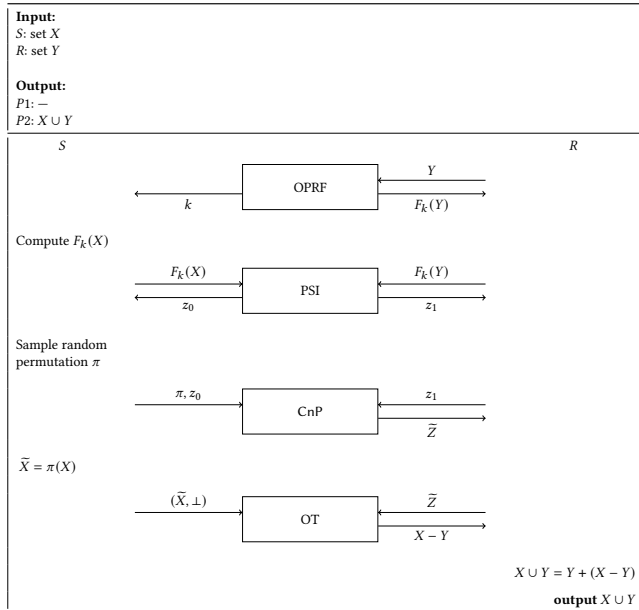 Input:
S: set X
R: set Y
Output:
P1: −
P2: X ∪ Y
S
R
OPRF
Y
k
F_k(Y)
Compute F_k(X)
F_k(X)
PSI
F_k(Y)
z_0
z_1
Sample random
permutation π
π, z_0
CnP
z_1
Z̃
X̃ = π(X)
(X̃, ⊥)
OT
Z̃
X − Y
X ∪ Y = Y + (X − Y)
output X ∪ Y